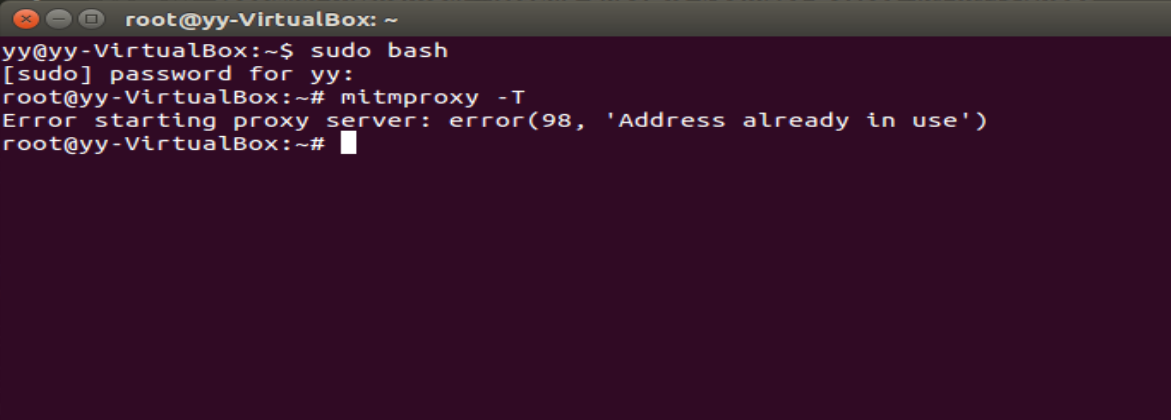 root@yy-VirtualBox: ~
yy@yy-VirtualBox:~$ sudo bash
[sudo] password for yy:
root@yy-VirtualBox:~# mitmproxy -T
Error starting proxy server: error(98, 'Address already in use')
root@yy-VirtualBox:~#